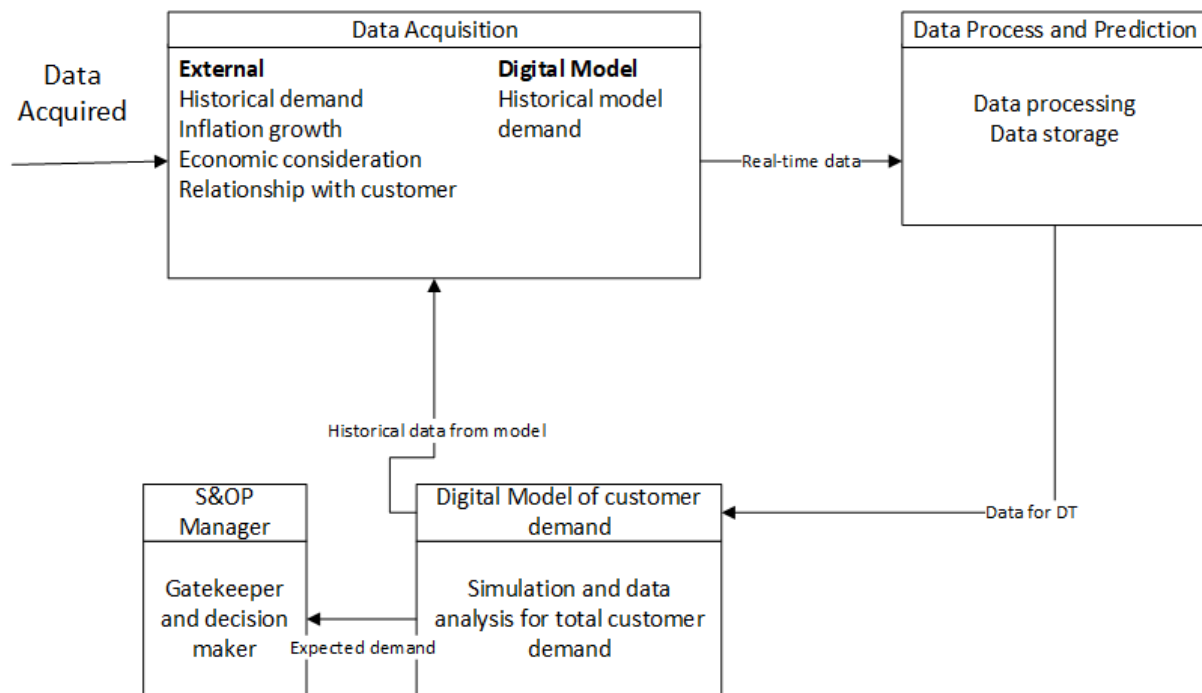 Data Acquisition
Data Process and Prediction
Data
Acquired
External
Historical demand
Inflation growth
Economic consideration
Relationship with customer
Digital Model
Historical model
demand
Real-time data
Data processing
Data storage
Historical data from model
S&OP
Manager
Gatekeeper
and decision
maker
Expected demand
Digital Model of customer
demand
Simulation and data
analysis for total customer
demand
Data for DT